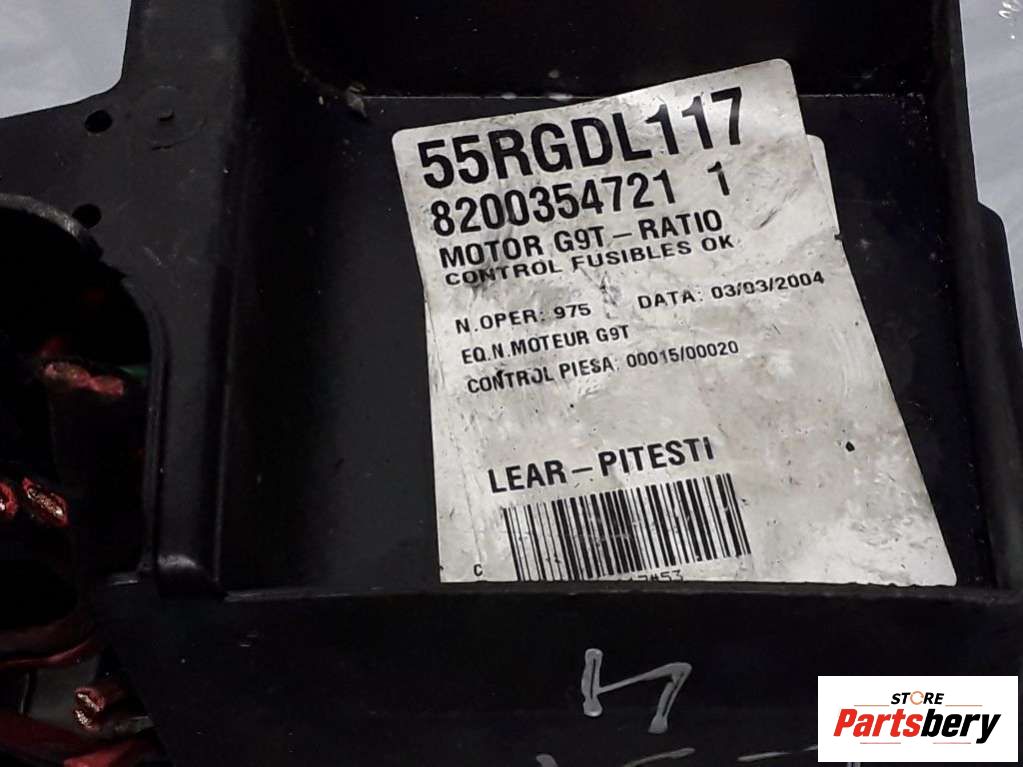 55RGDL117
8200354721 1
MOTOR G9T-RATIO
CONTROL FUSIBLES OK
N.OPER: 975 DATA: 03/03/2004
EQ.N.MOTEUR G9T
CONTROL PIESA: 00015/00020
LEAR-PITESTI
C
STORE
Partsbery